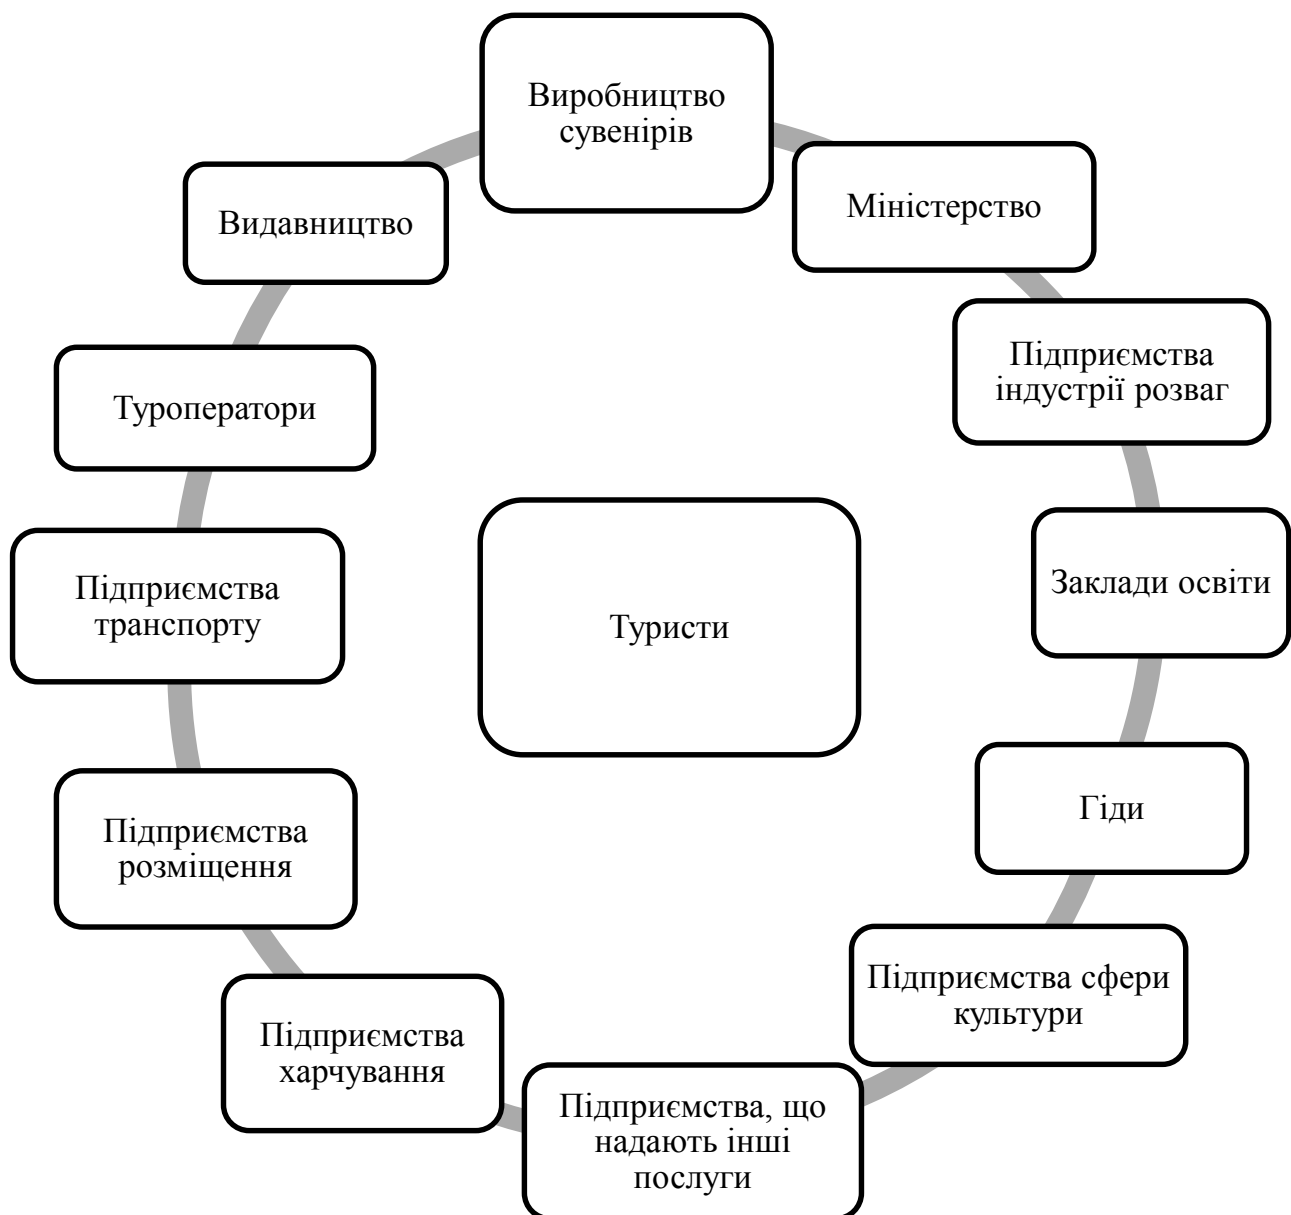 Виробництво
сувенірів
Міністерство
Видавництво
Підприємства
індустрії розваг
Туроператори
Заклади освіти
Підприємства
транспорту
Туристи
Гіди
Підприємства
розміщення
Підприємства сфери
культури
Підприємства
харчування
Підприємства, що
надають інші
послуги